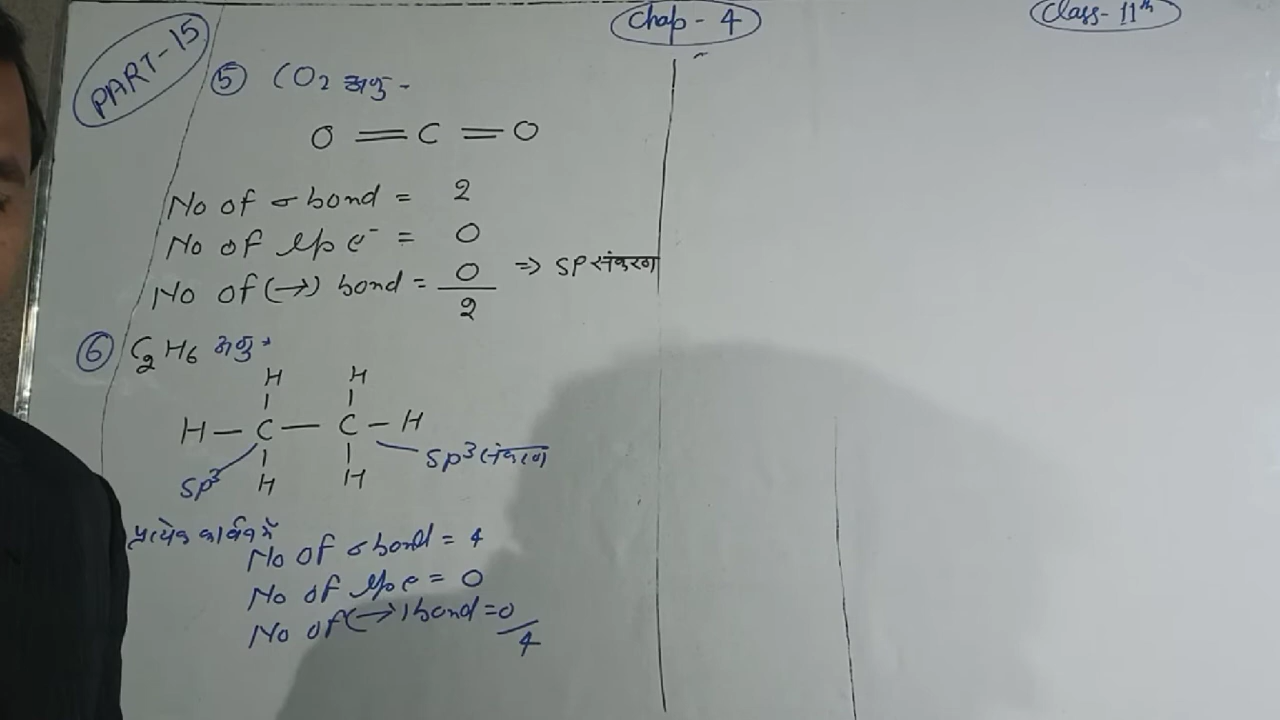 Chap - 4
Class - 11th
PART-15
⑤ CO2 अणु -
O = C = O
No of σ bond = 2
No of lp e⁻ = 0
No of (→) bond = 0 ⇒ SP संकरण
2
⑥ C2H6 अणु -
H H
H — C — C — H
SP³ H H SP³ संकरण
प्रत्येक कार्बन में
No of σ bond = 4
No of lp e = 0
No of (→) bond = 0
4